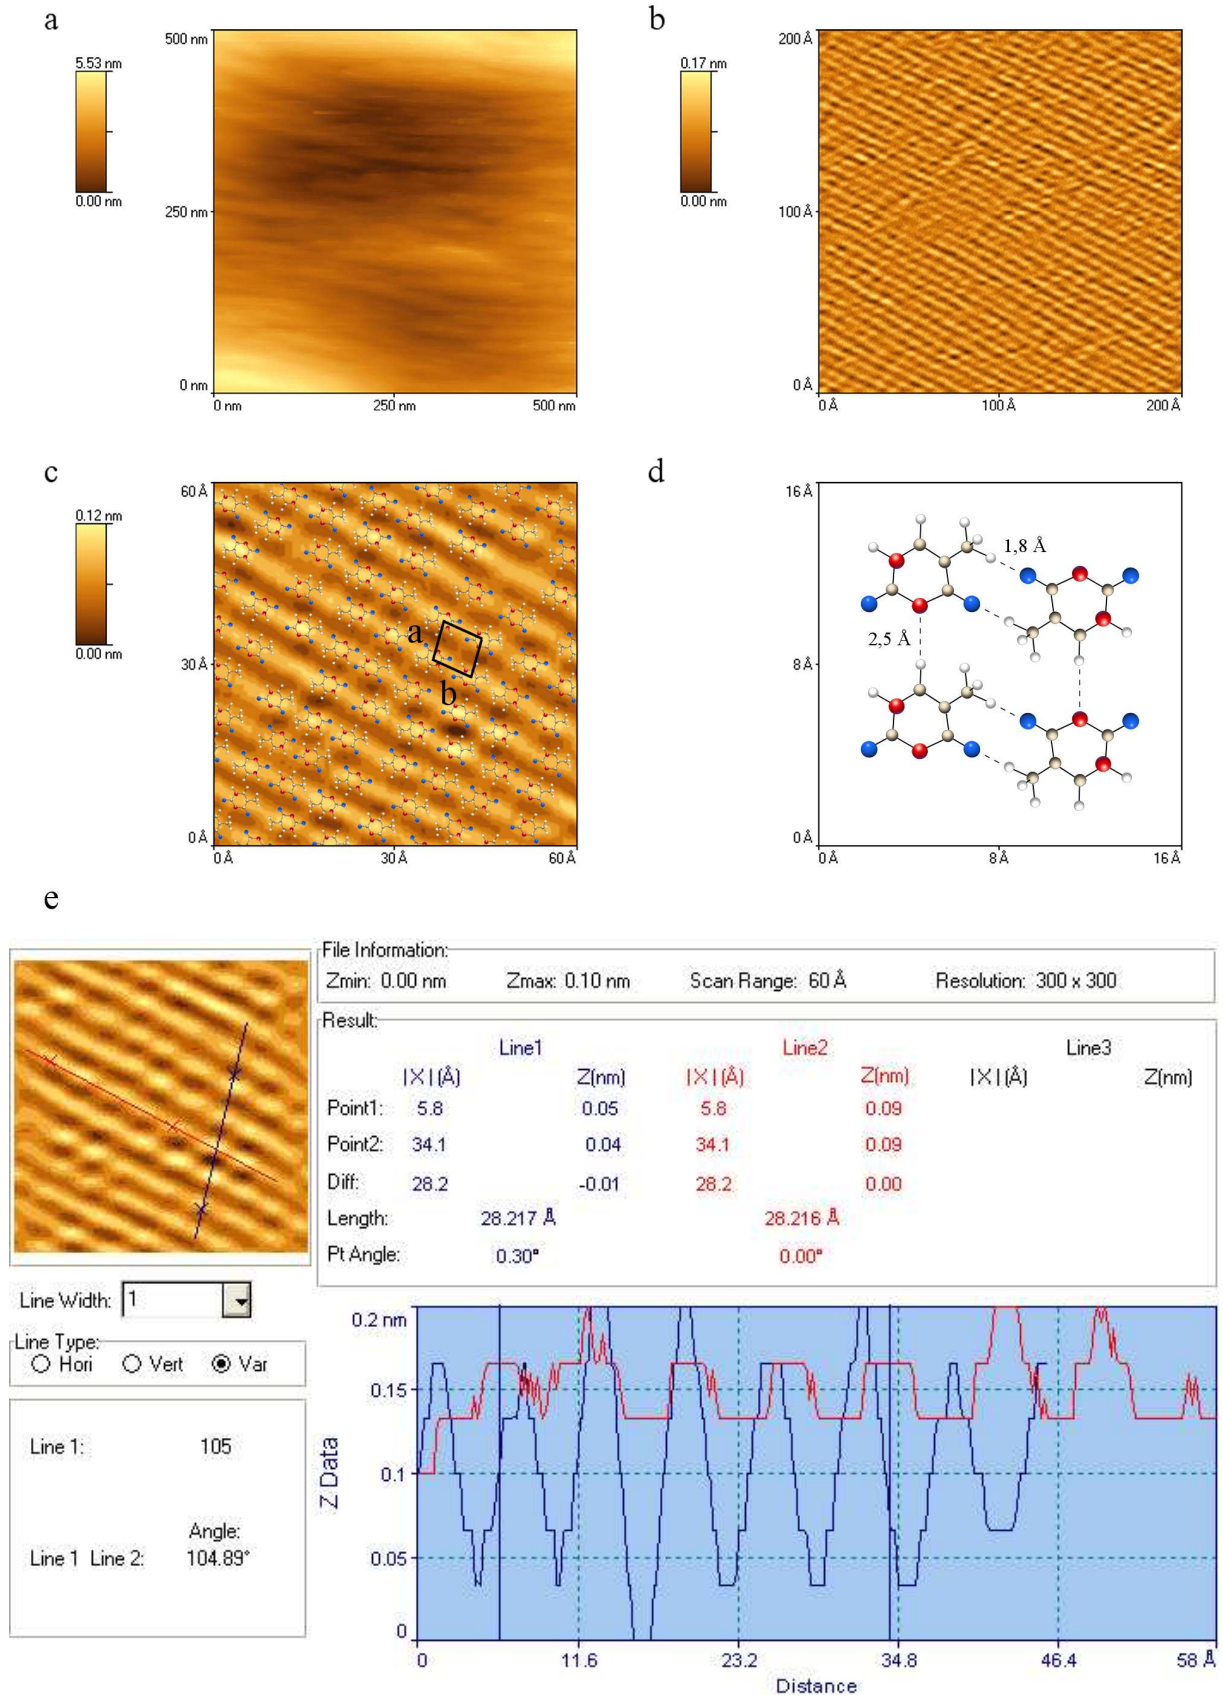 a
5.53 nm
0.00 nm
500 nm
250 nm
0 nm
0 nm 250 nm 500 nm
b
0.17 nm
0.00 nm
200 Å
100 Å
0 Å
0 Å 100 Å 200 Å
c
0.12 nm
0.00 nm
60 Å
30 Å
0 Å
0 Å 30 Å 60 Å
a
b
d
16 Å
8 Å
0 Å
0 Å 8 Å 16 Å
1,8 Å
2,5 Å
e
File Information:
Zmin: 0.00 nm Zmax: 0.10 nm Scan Range: 60 Å Resolution: 300 x 300
Result:
Line1 Line2 Line3
|X| (Å) Z(nm) |X| (Å) Z(nm) |X| (Å) Z(nm)
Point1: 5.8 0.05 5.8 0.09
Point2: 34.1 0.04 34.1 0.09
Diff: 28.2 -0.01 28.2 0.00
Length: 28.217 Å 28.216 Å
Pt Angle: 0.30° 0.00°
Line Width: 1
Line Type:
Hori Vert Var
Line 1: 105
Angle:
Line 1 Line 2: 104.89°
0.2 nm
0.15
0.1
0.05
0
Z Data
0 11.6 23.2 34.8 46.4 58 Å
Distance